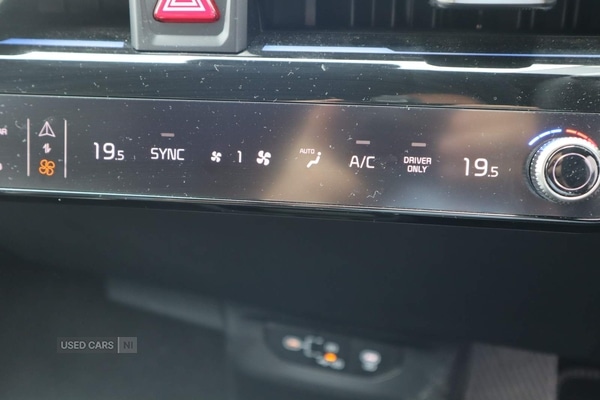 19.5 SYNC 1 AUTO A/C DRIVER ONLY 19.5
USED CARS NI